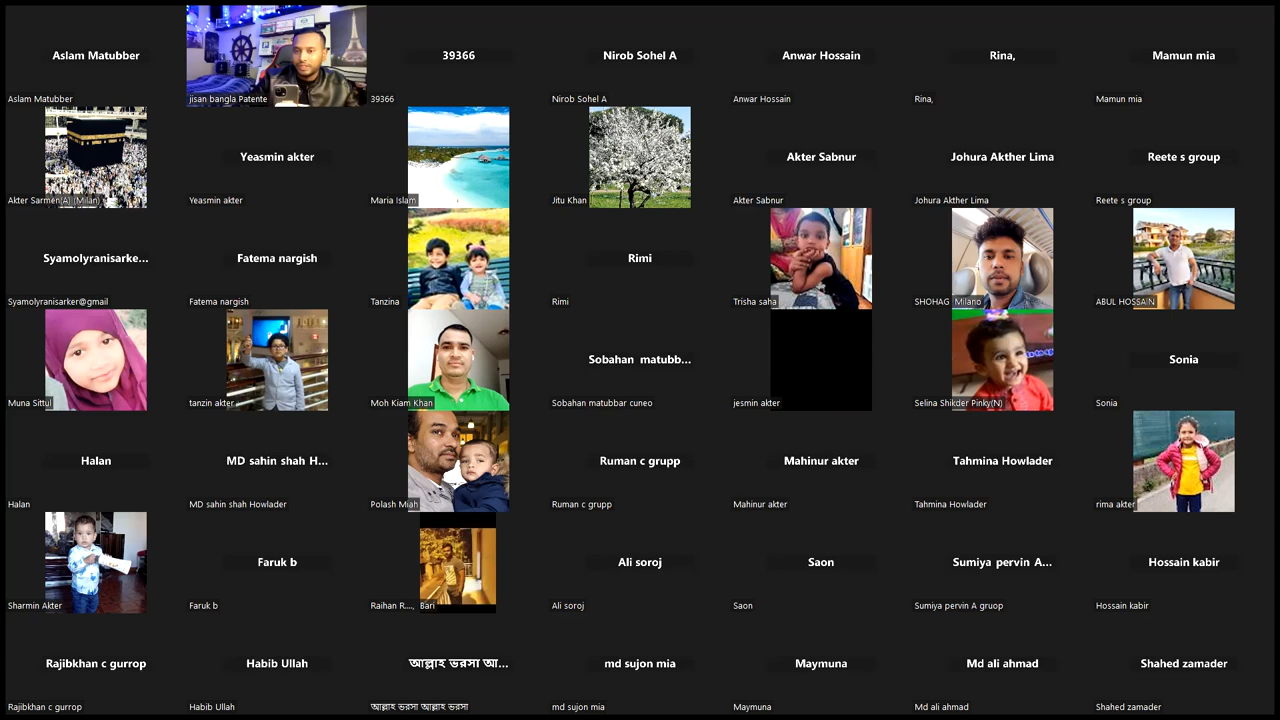 Aslam Matubber
39366
Nirob Sohel A
Anwar Hossain
Rina,
Mamun mia
Aslam Matubber
jisan bangla Patente
39366
Nirob Sohel A
Anwar Hossain
Rina,
Mamun mia
Yeasmin akter
Akter Sabnur
Johura Akther Lima
Reete s group
Akter Sarmen(A) (Milan)
Yeasmin akter
Maria Islam
Jitu Khan
Akter Sabnur
Johura Akther Lima
Reete s group
Syamolyranisarke...
Fatema nargish
Rimi
Syamolyranisarker@gmail
Fatema nargish
Tanzina
Rimi
Trisha saha
SHOHAG Milano
ABUL HOSSAIN
Sobahan matubb...
Sonia
Muna Sittul
tanzin akter
Moh Kiam Khan
Sobahan matubbar cuneo
jesmin akter
Selina Shikder Pinky(N)
Sonia
Halan
MD sahin shah H...
Ruman c grupp
Mahinur akter
Tahmina Howlader
Halan
MD sahin shah Howlader
Polash Miah
Ruman c grupp
Mahinur akter
Tahmina Howlader
rima akter
Faruk b
Ali soroj
Saon
Sumiya pervin A...
Hossain kabir
Sharmin Akter
Faruk b
Raihan R...., Bari
Ali soroj
Saon
Sumiya pervin A gruop
Hossain kabir
Rajibkhan c gurrop
Habib Ullah
আল্লাহ ভরসা আ...
md sujon mia
Maymuna
Md ali ahmad
Shahed zamader
Rajibkhan c gurrop
Habib Ullah
আল্লাহ ভরসা আল্লাহ ভরসা
md sujon mia
Maymuna
Md ali ahmad
Shahed zamader